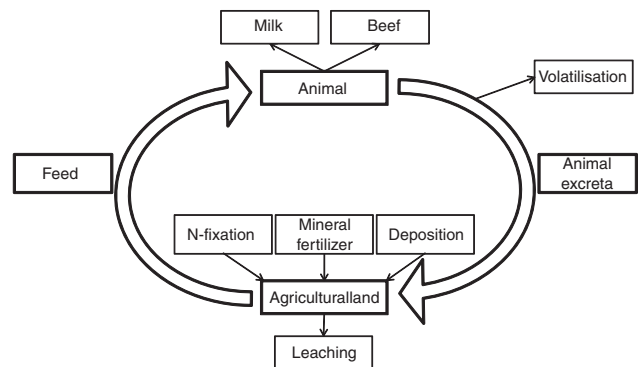 Milk
Beef
Animal
Volatilisation
Feed
Animal
excreta
N-fixation
Mineral
fertilizer
Deposition
Agriculturalland
Leaching